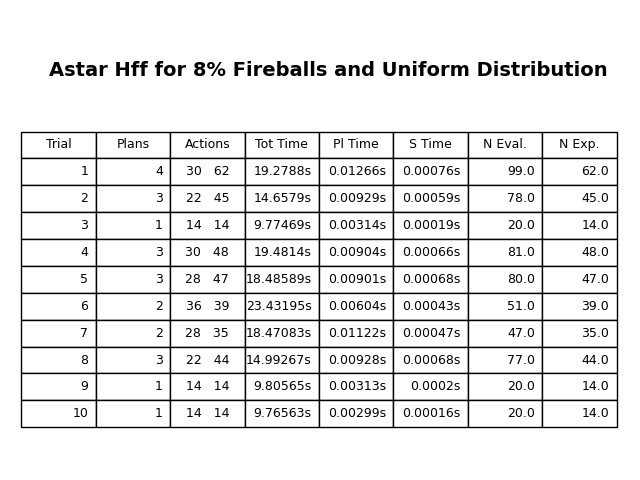 Astar Hff for 8% Fireballs and Uniform Distribution
Trial Plans Actions Tot Time Pl Time S Time N Eval. N Exp.
1 4 30 62 19.2788s 0.01266s 0.00076s 99.0 62.0
2 3 22 45 14.6579s 0.00929s 0.00059s 78.0 45.0
3 1 14 14 9.77469s 0.00314s 0.00019s 20.0 14.0
4 3 30 48 19.4814s 0.00904s 0.00066s 81.0 48.0
5 3 28 47 18.48589s 0.00901s 0.00068s 80.0 47.0
6 2 36 39 23.43195s 0.00604s 0.00043s 51.0 39.0
7 2 28 35 18.47083s 0.01122s 0.00047s 47.0 35.0
8 3 22 44 14.99267s 0.00928s 0.00068s 77.0 44.0
9 1 14 14 9.80565s 0.00313s 0.0002s 20.0 14.0
10 1 14 14 9.76563s 0.00299s 0.00016s 20.0 14.0